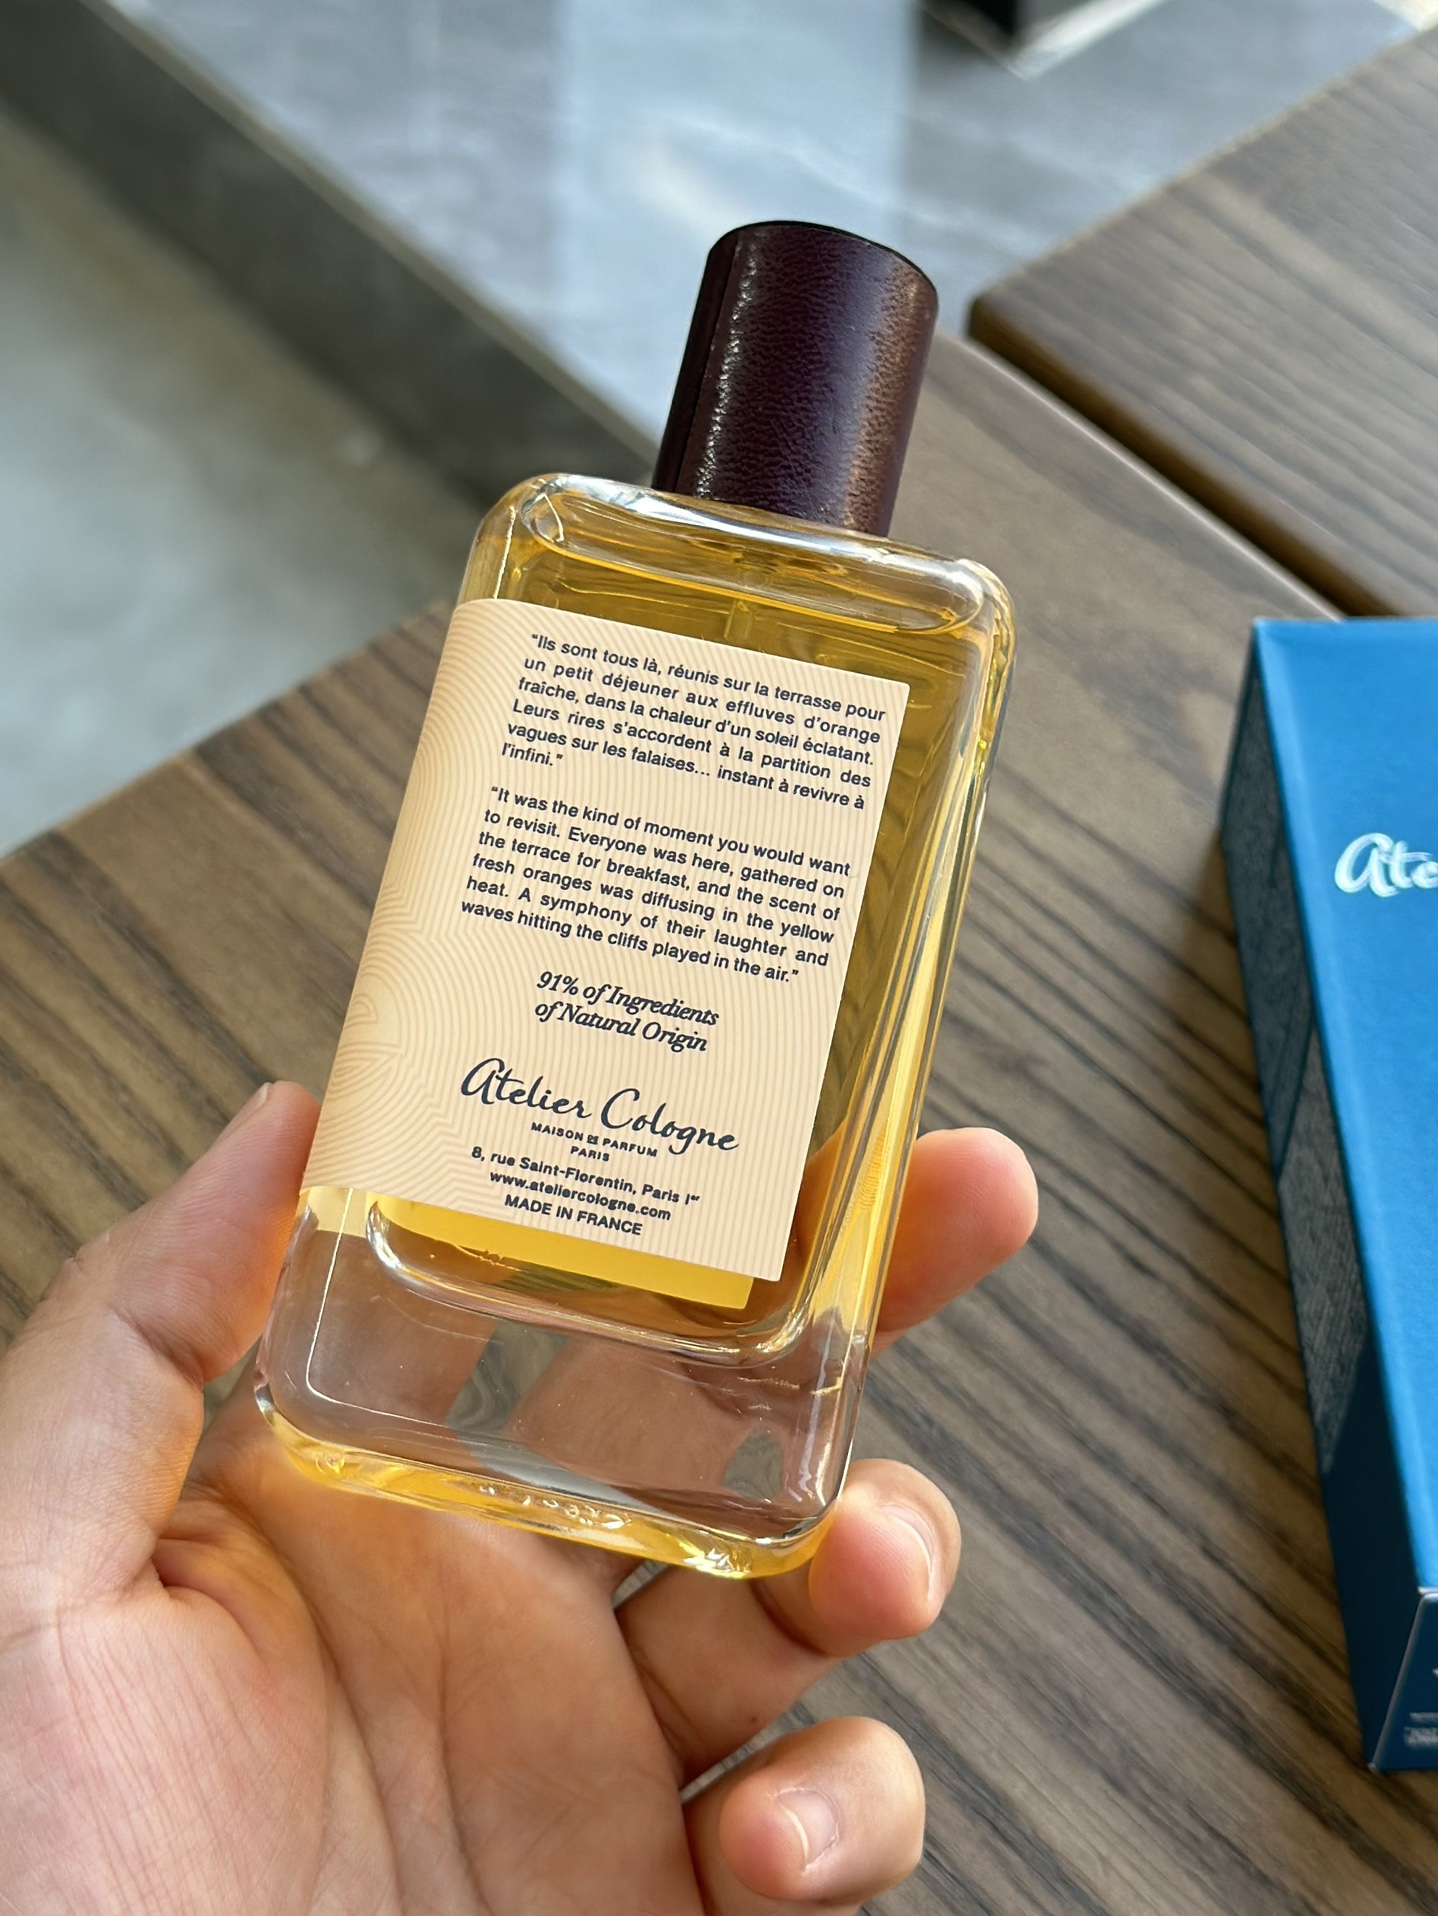 “Ils sont tous là, réunis sur la terrasse pour
un petit déjeuner aux effluves d’orange
fraîche, dans la chaleur d’un soleil éclatant.
Leurs rires s’accordent à la partition des
vagues sur les falaises... instant à revivre à
l’infini.”
“It was the kind of moment you would want
to revisit. Everyone was here, gathered on
the terrace for breakfast, and the scent of
fresh oranges was diffusing in the yellow
heat. A symphony of their laughter and
waves hitting the cliffs played in the air.”
91% of Ingredients
of Natural Origin
Atelier Cologne
MAISON DE PARFUM
PARIS
8, rue Saint-Florentin, Paris Iᵉʳ
www.ateliercologne.com
MADE IN FRANCE
Ate